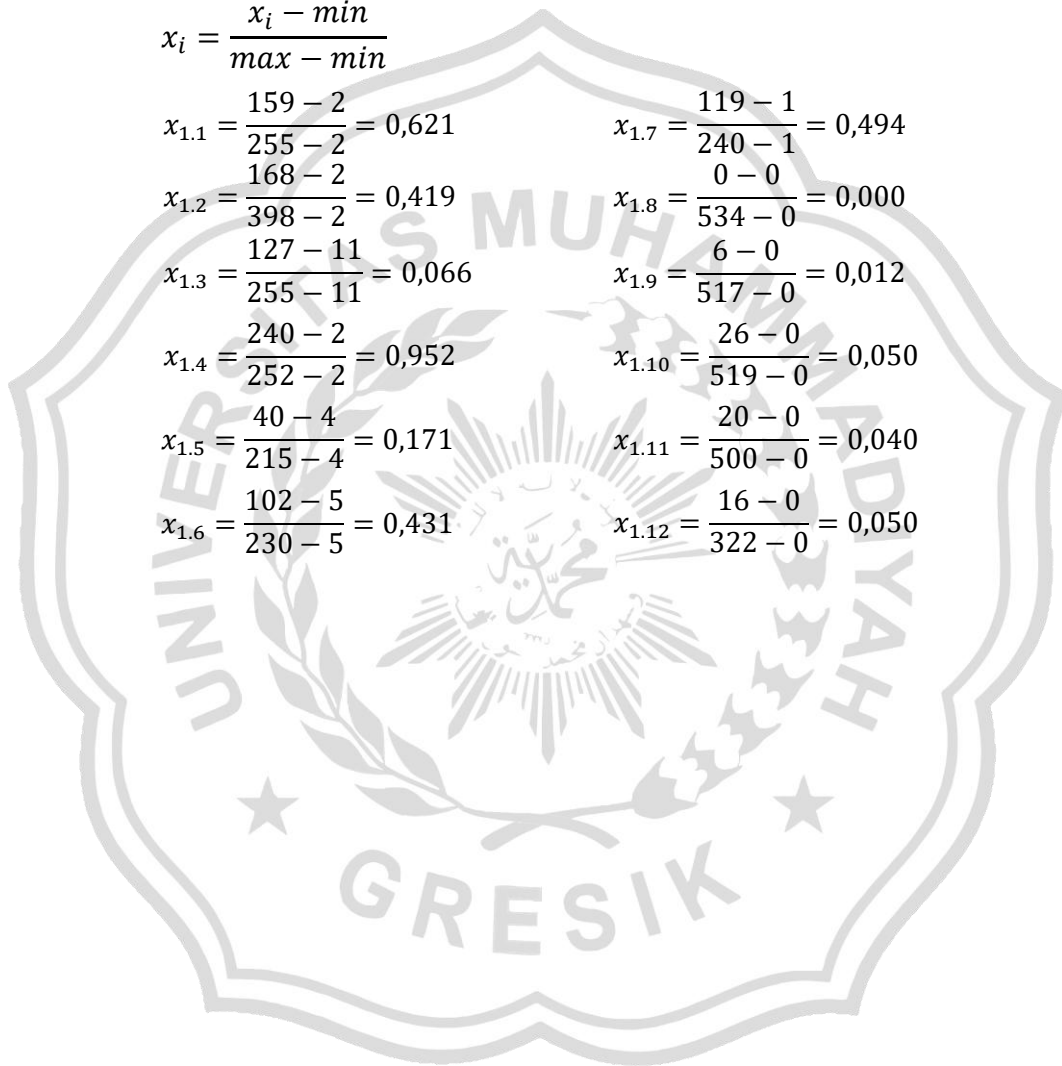 x_i = (x_i − min)/(max − min)
x_{1.1} = (159 − 2)/(255 − 2) = 0,621
x_{1.2} = (168 − 2)/(398 − 2) = 0,419
x_{1.3} = (127 − 11)/(255 − 11) = 0,066
x_{1.4} = (240 − 2)/(252 − 2) = 0,952
x_{1.5} = (40 − 4)/(215 − 4) = 0,171
x_{1.6} = (102 − 5)/(230 − 5) = 0,431
x_{1.7} = (119 − 1)/(240 − 1) = 0,494
x_{1.8} = (0 − 0)/(534 − 0) = 0,000
x_{1.9} = (6 − 0)/(517 − 0) = 0,012
x_{1.10} = (26 − 0)/(519 − 0) = 0,050
x_{1.11} = (20 − 0)/(500 − 0) = 0,040
x_{1.12} = (16 − 0)/(322 − 0) = 0,050
UNIVERSITAS MUHAMMADIYAH
GRESIK